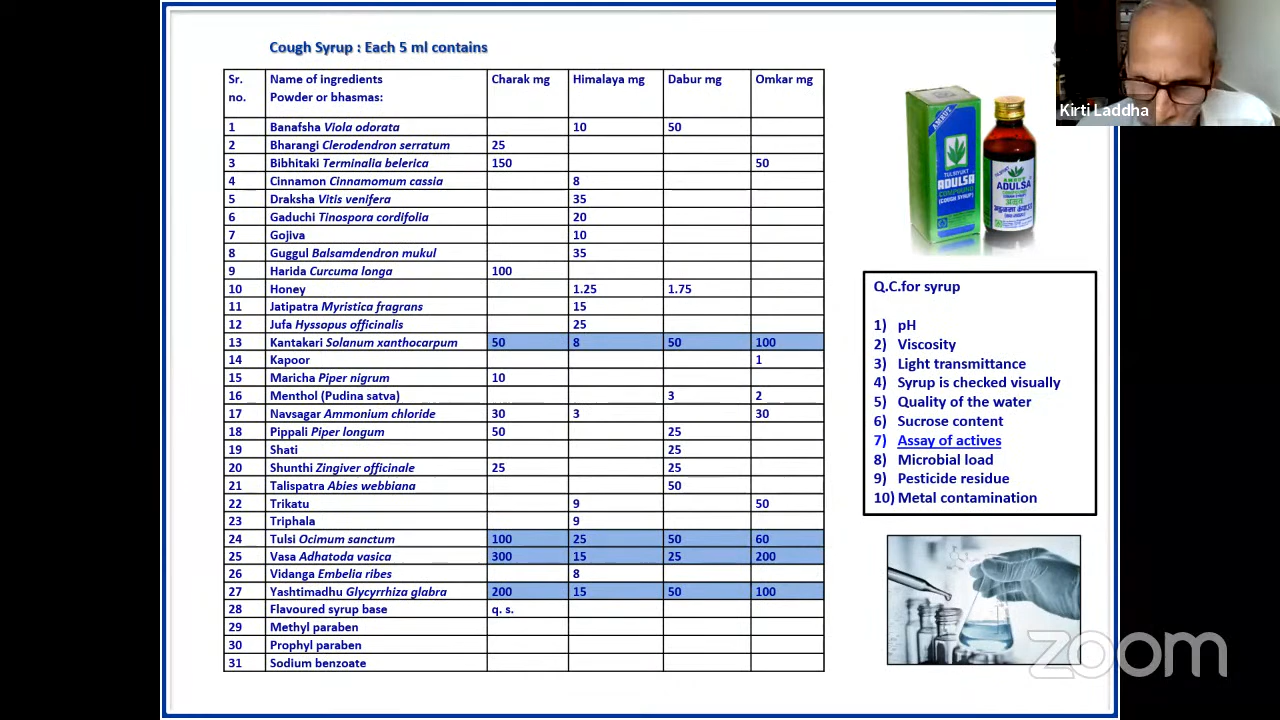 Cough Syrup : Each 5 ml contains
Sr. no. Name of ingredients Powder or bhasmas: Charak mg Himalaya mg Dabur mg Omkar mg
1 Banafsha Viola odorata 10 50
2 Bharangi Clerodendron serratum 25
3 Bibhitaki Terminalia belerica 150 50
4 Cinnamon Cinnamomum cassia 8
5 Draksha Vitis venifera 35
6 Gaduchi Tinospora cordifolia 20
7 Gojiva 10
8 Guggul Balsamdendron mukul 35
9 Harida Curcuma longa 100
10 Honey 1.25 1.75
11 Jatipatra Myristica fragrans 15
12 Jufa Hyssopus officinalis 25
13 Kantakari Solanum xanthocarpum 50 8 50 100
14 Kapoor 1
15 Maricha Piper nigrum 10
16 Menthol (Pudina satva) 3 2
17 Navsagar Ammonium chloride 30 3 30
18 Pippali Piper longum 50 25
19 Shati 25
20 Shunthi Zingiver officinale 25 25
21 Talispatra Abies webbiana 50
22 Trikatu 9 50
23 Triphala 9
24 Tulsi Ocimum sanctum 100 25 50 60
25 Vasa Adhatoda vasica 300 15 25 200
26 Vidanga Embelia ribes 8
27 Yashtimadhu Glycyrrhiza glabra 200 15 50 100
28 Flavoured syrup base q. s.
29 Methyl paraben
30 Prophyl paraben
31 Sodium benzoate
Kirti Laddha
AMRUT
TULSIYUKT
ADULSA
COMPOUND
(COUGH SYRUP)
AMRUT
ADULSA
Q.C.for syrup
1) pH
2) Viscosity
3) Light transmittance
4) Syrup is checked visually
5) Quality of the water
6) Sucrose content
7) Assay of actives
8) Microbial load
9) Pesticide residue
10) Metal contamination
zoom